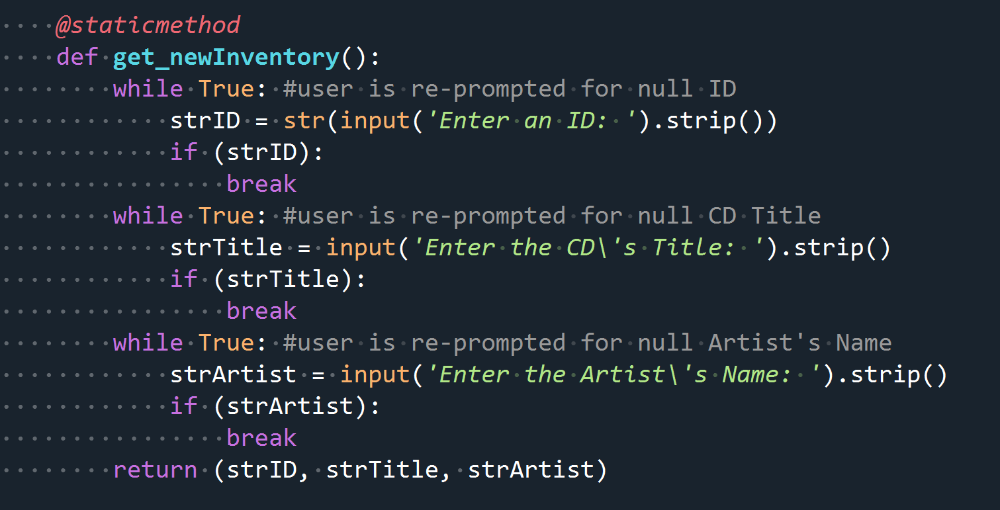 @staticmethod
    def get_newInventory():
        while True: #user is re-prompted for null ID
            strID = str(input('Enter an ID: ').strip())
            if (strID):
                break
        while True: #user is re-prompted for null CD Title
            strTitle = input('Enter the CD\'s Title: ').strip()
            if (strTitle):
                break
        while True: #user is re-prompted for null Artist's Name
            strArtist = input('Enter the Artist\'s Name: ').strip()
            if (strArtist):
                break
        return (strID, strTitle, strArtist)